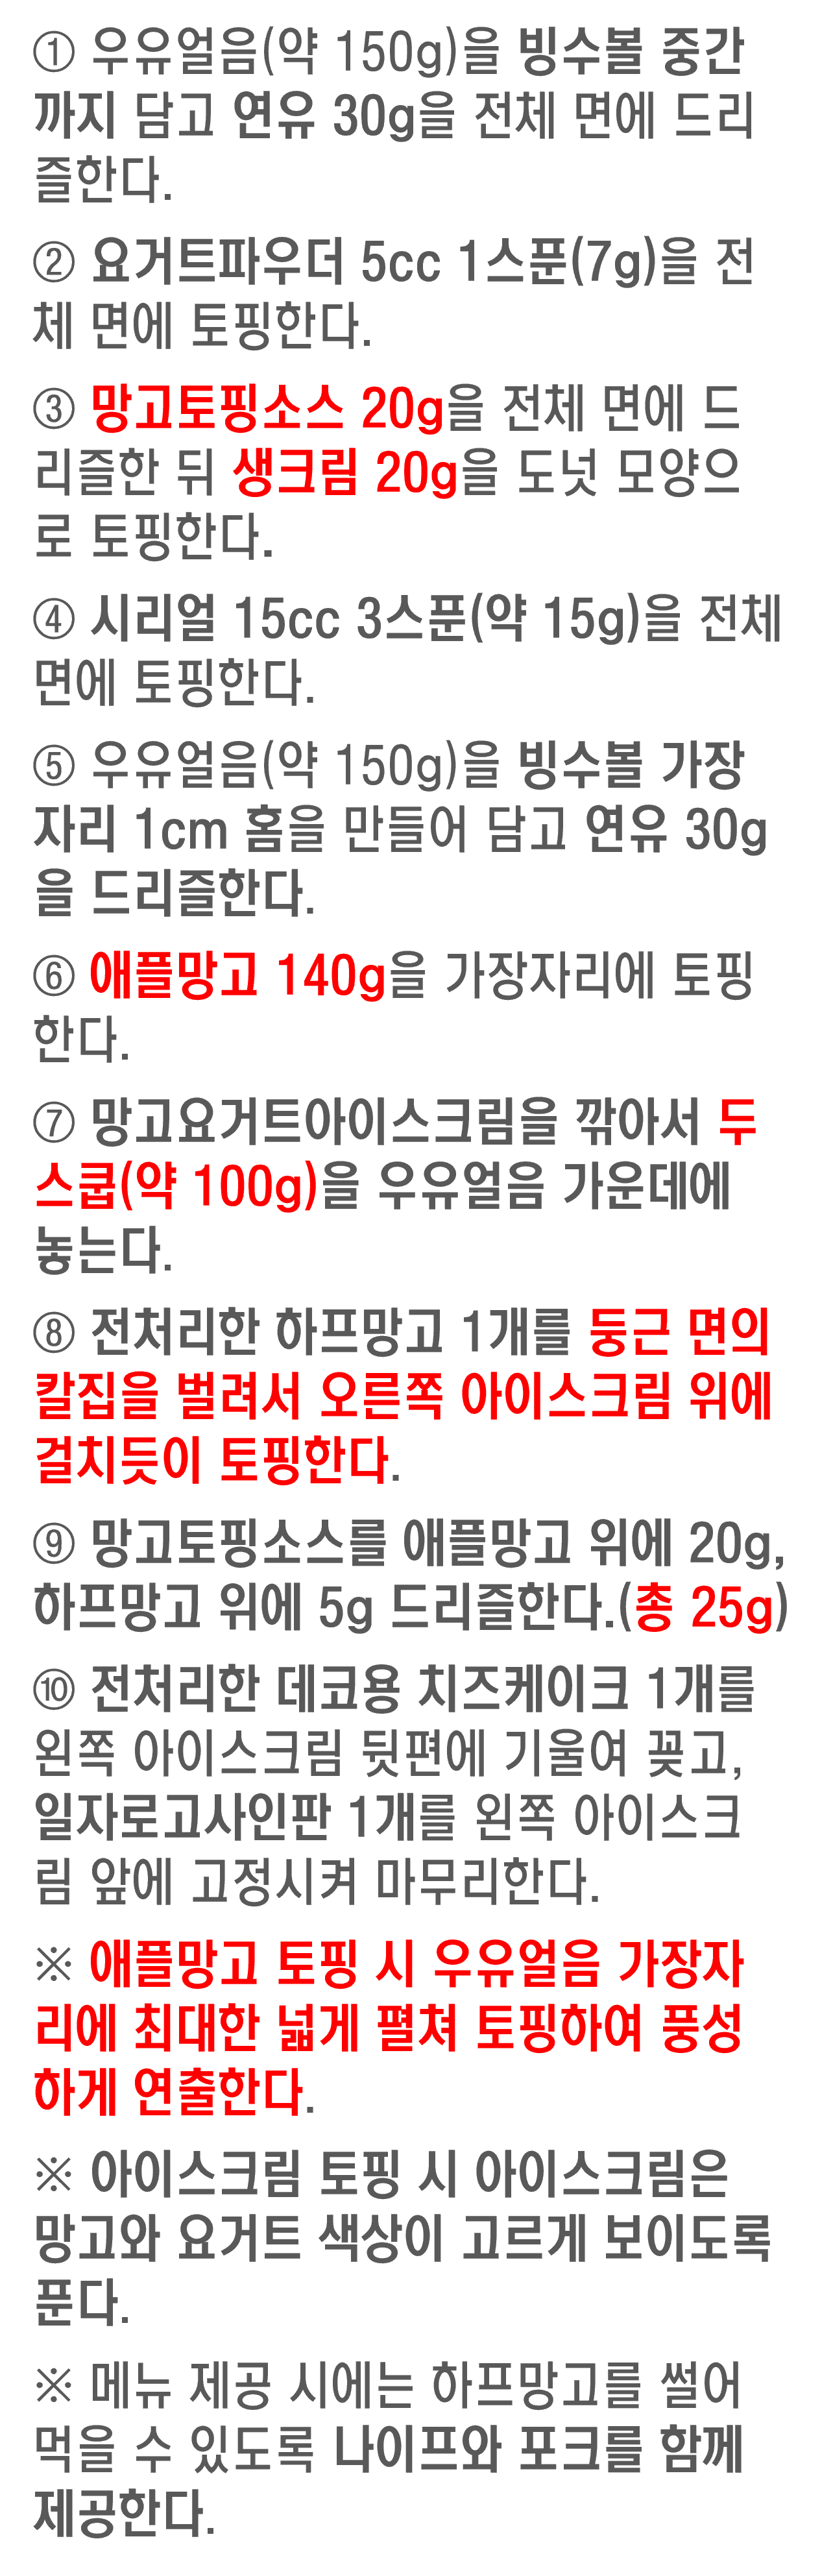 ① 우유얼음(약 150g)을 빙수볼 중간
까지 담고 연유 30g을 전체 면에 드리
즐한다.
② 요거트파우더 5cc 1스푼(7g)을 전
체 면에 토핑한다.
③ 망고토핑소스 20g을 전체 면에 드
리즐한 뒤 생크림 20g을 도넛 모양으
로 토핑한다.
④ 시리얼 15cc 3스푼(약 15g)을 전체
면에 토핑한다.
⑤ 우유얼음(약 150g)을 빙수볼 가장
자리 1cm 홈을 만들어 담고 연유 30g
을 드리즐한다.
⑥ 애플망고 140g을 가장자리에 토핑
한다.
⑦ 망고요거트아이스크림을 깎아서 두
스쿱(약 100g)을 우유얼음 가운데에
놓는다.
⑧ 전처리한 하프망고 1개를 둥근 면의
칼집을 벌려서 오른쪽 아이스크림 위에
걸치듯이 토핑한다.
⑨ 망고토핑소스를 애플망고 위에 20g,
하프망고 위에 5g 드리즐한다.(총 25g)
⑩ 전처리한 데코용 치즈케이크 1개를
왼쪽 아이스크림 뒷편에 기울여 꽂고,
일자로고사인판 1개를 왼쪽 아이스크
림 앞에 고정시켜 마무리한다.
※ 애플망고 토핑 시 우유얼음 가장자
리에 최대한 넓게 펼쳐 토핑하여 풍성
하게 연출한다.
※ 아이스크림 토핑 시 아이스크림은
망고와 요거트 색상이 고르게 보이도록
푼다.
※ 메뉴 제공 시에는 하프망고를 썰어
먹을 수 있도록 나이프와 포크를 함께
제공한다.